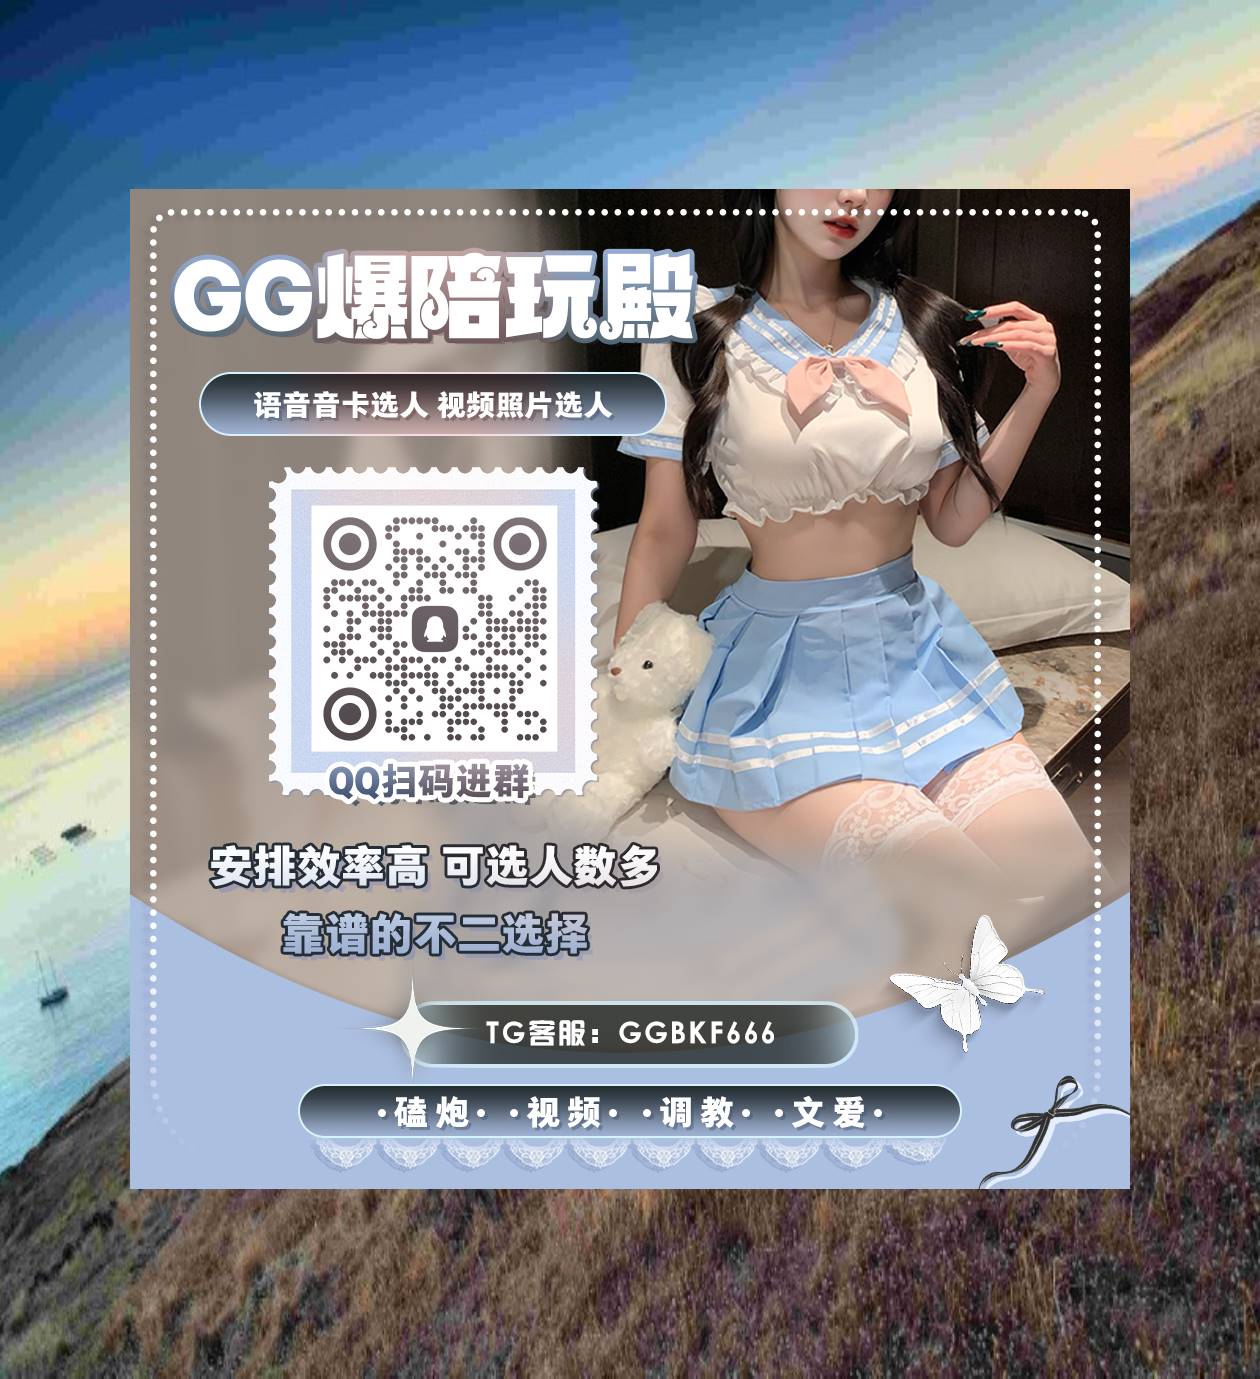 GG爆陪玩殿
语音音卡选人 视频照片选人
QQ扫码进群
安排效率高 可选人数多
靠谱的不二选择
TG客服：GGBKF666
·磕炮· ·视频· ·调教· ·文爱·